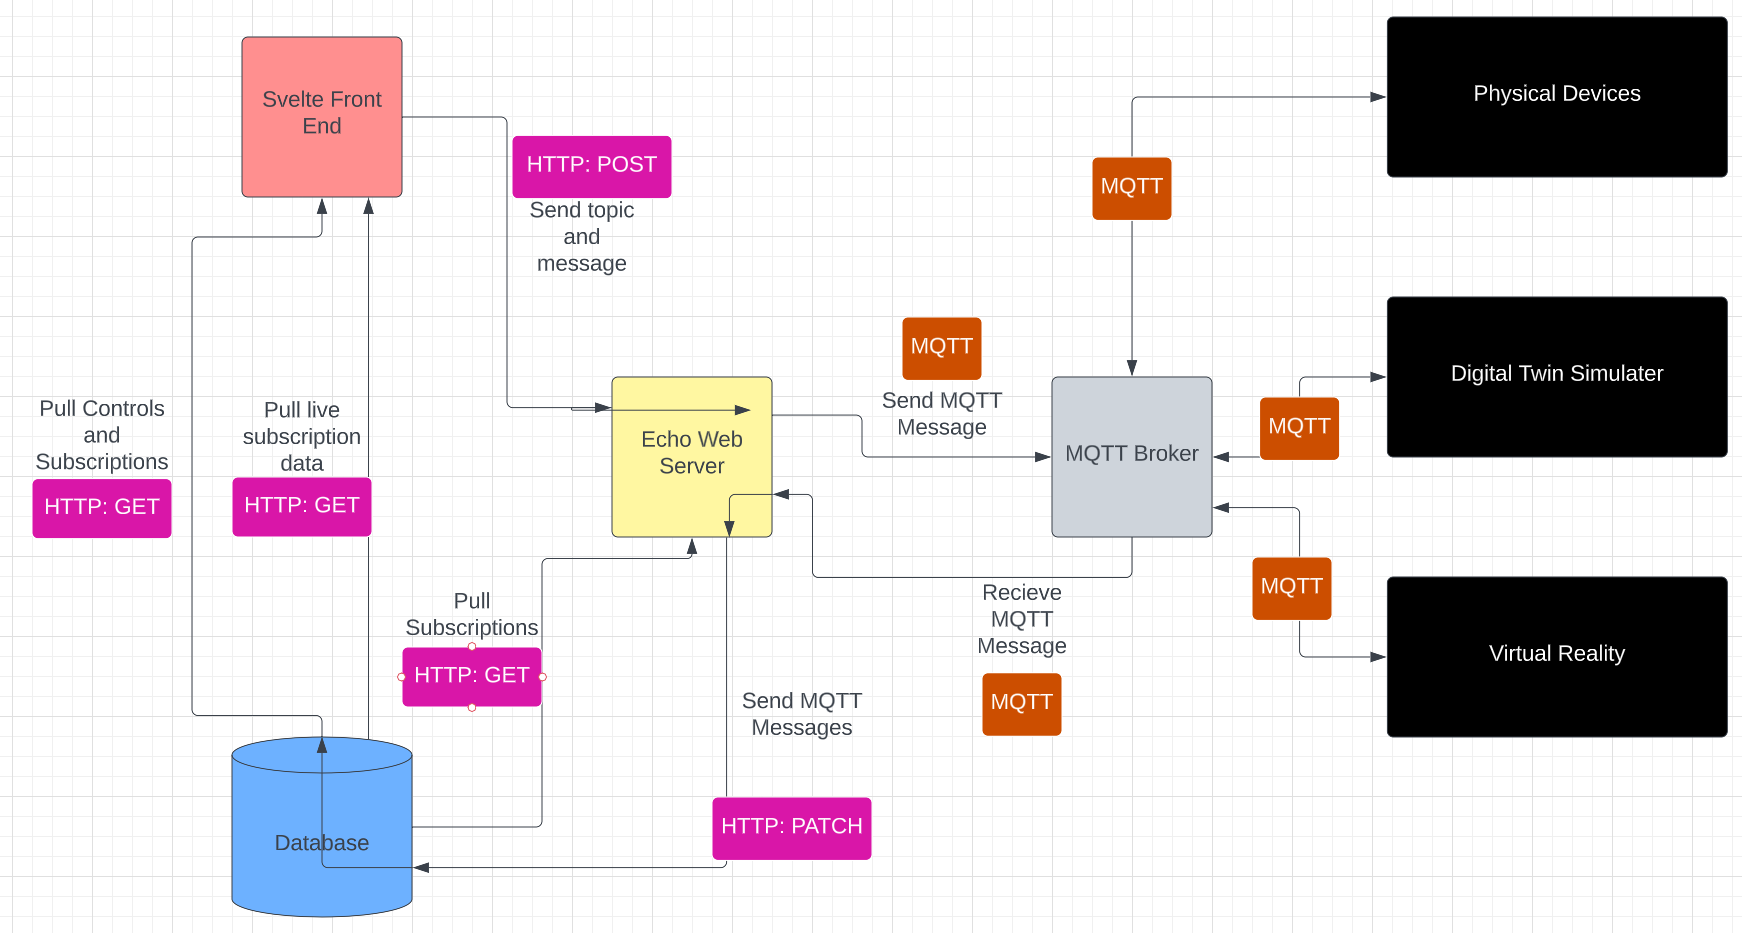 Svelte Front
End
HTTP: POST
Send topic
and
message
Physical Devices
MQTT
MQTT
Send MQTT
Message
Digital Twin Simulater
MQTT
Pull Controls
and
Subscriptions
HTTP: GET
Pull live
subscription
data
HTTP: GET
Echo Web
Server
MQTT Broker
Pull
Subscriptions
HTTP: GET
Recieve
MQTT
Message
MQTT
MQTT
Virtual Reality
Send MQTT
Messages
HTTP: PATCH
Database